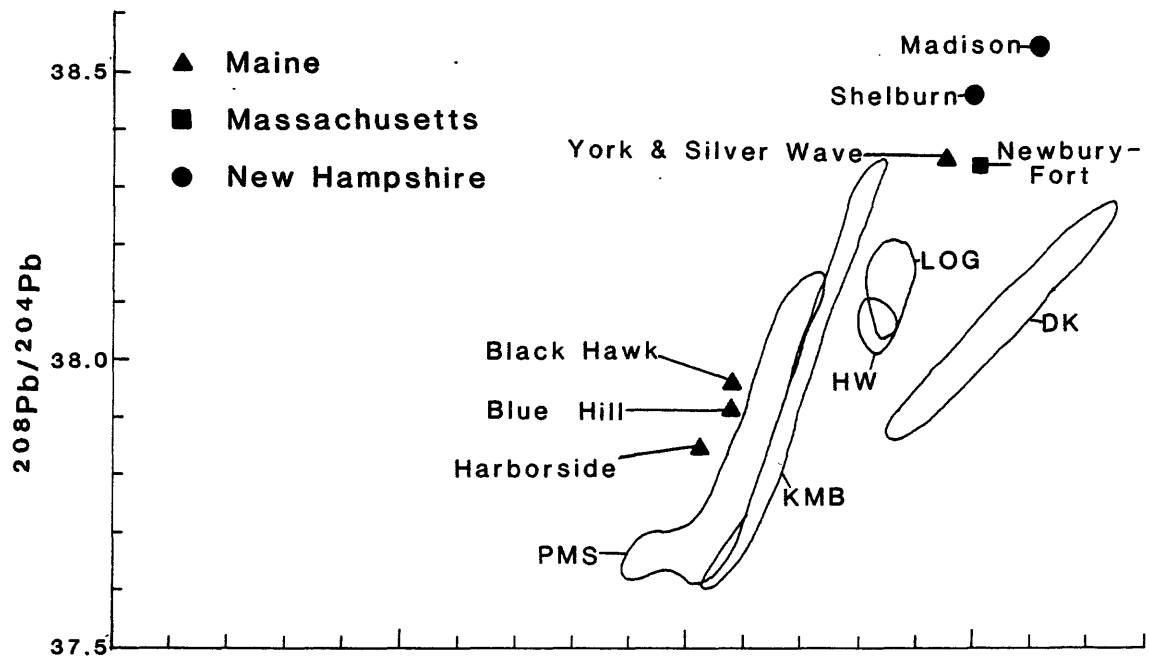 Madison
38.5
Maine
Shelburn
Massachusetts
York & Silver Wave
Newbury-
Fort
New Hampshire
208Pb/204Pb
LOG
DK
38.0
Black Hawk
HW
Blue Hill
Harborside
KMB
PMS
37.5